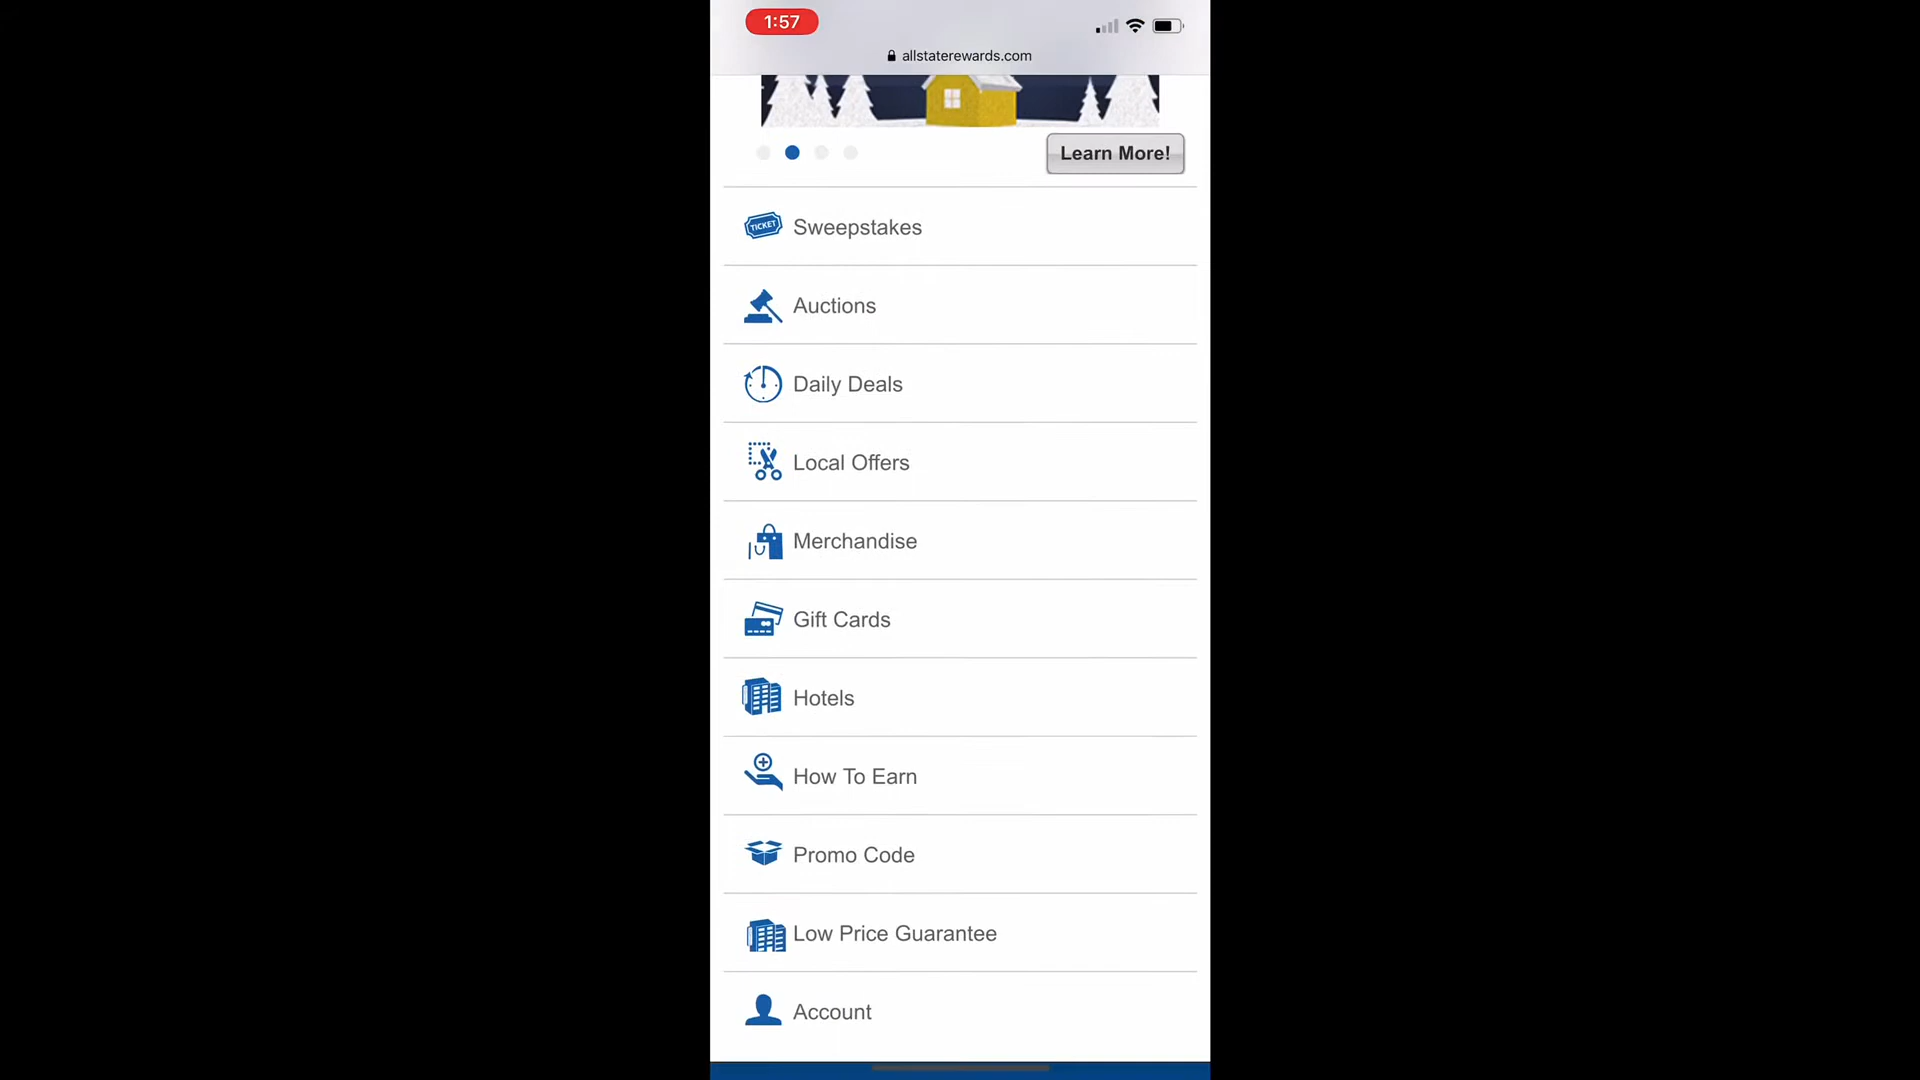 1:57
allstaterewards.com
Learn More!
TICKET
Sweepstakes
Auctions
Daily Deals
Local Offers
Merchandise
Gift Cards
Hotels
How To Earn
Promo Code
Low Price Guarantee
Account